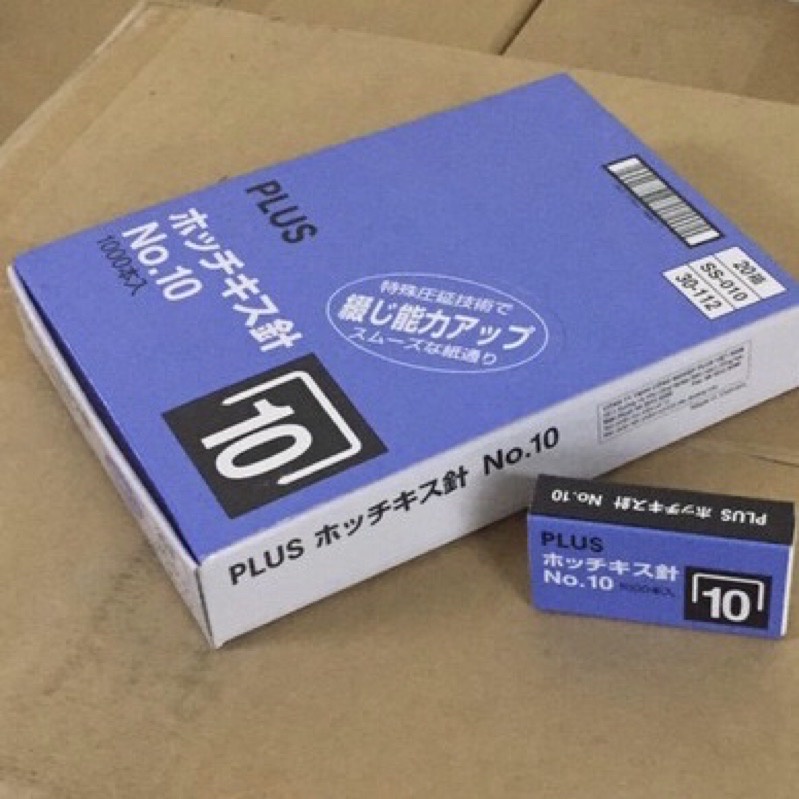 PLUS
ホッチキス針
No.10
1000本入
10
特殊圧延技術で
綴じ能力アップ
スムーズな紙通り
20箱
SS-010
30-112
PLUS ホッチキス針 No.10
PLUS ホッチキス針 No.10
PLUS
ホッチキス針
No.10 1000本入
10